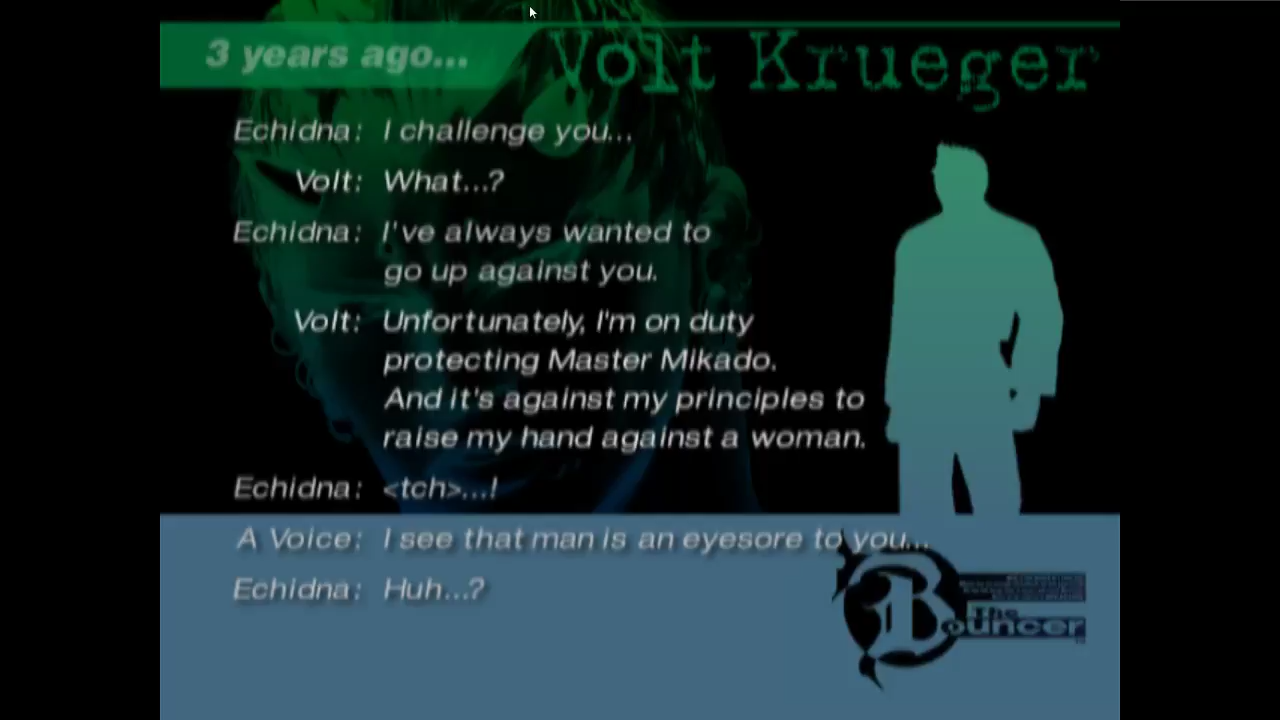 3 years ago...
Volt Krueger
Echidna: I challenge you...
Volt: What...?
Echidna: I've always wanted to
go up against you.
Volt: Unfortunately, I'm on duty
protecting Master Mikado.
And it's against my principles to
raise my hand against a woman.
Echidna: <tch>...!
A Voice: I see that man is an eyesore to you...
Echidna: Huh...?
The
Bouncer